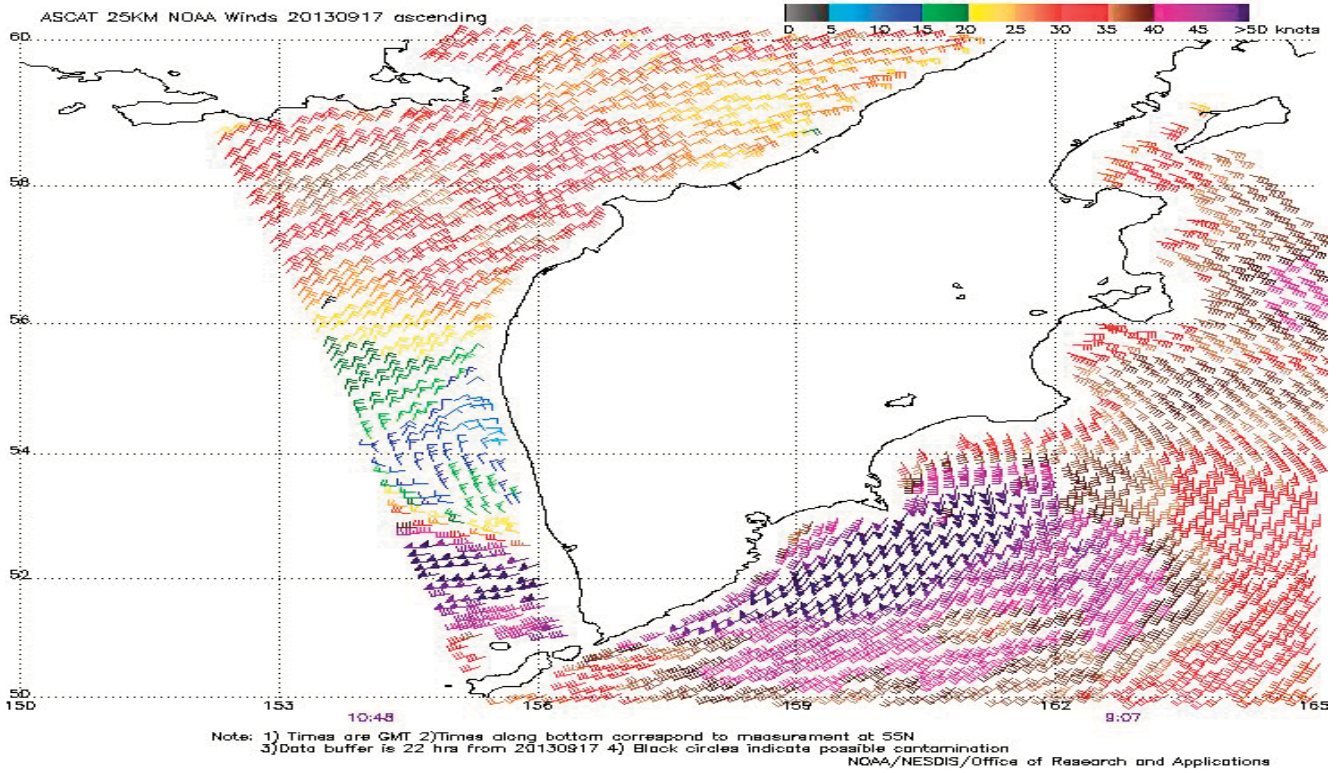 ASCAT 25KM NOAA Winds 20130917 ascending
0 5 10 15 20 25 30 35 40 45 >50 knots
60
58
56
54
52
50
150 153 156 159 162 165
10:48 9:07
Note: 1) Times are GMT 2)Times along bottom correspond to measurement at 55N
3)Data buffer is 22 hrs from 20130917 4) Black circles indicate possible contamination
NOAA/NESDIS/Office of Research and Applications